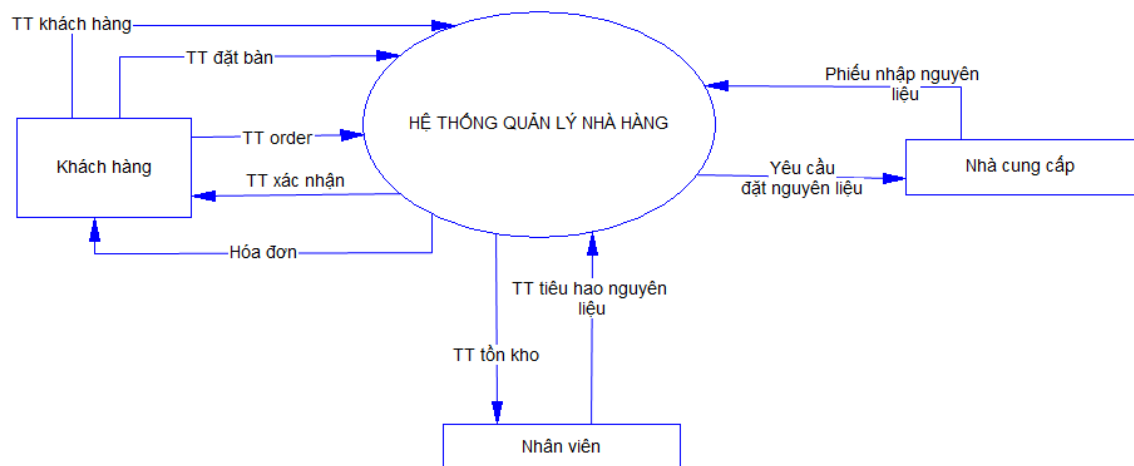 TT khách hàng
TT đặt bàn
HỆ THỐNG QUẢN LÝ NHÀ HÀNG
TT order
Khách hàng
TT xác nhận
Hóa đơn
Phiếu nhập nguyên
liệu
Nhà cung cấp
Yêu cầu
đặt nguyên liệu
TT tiêu hao nguyên
liệu
TT tồn kho
Nhân viên